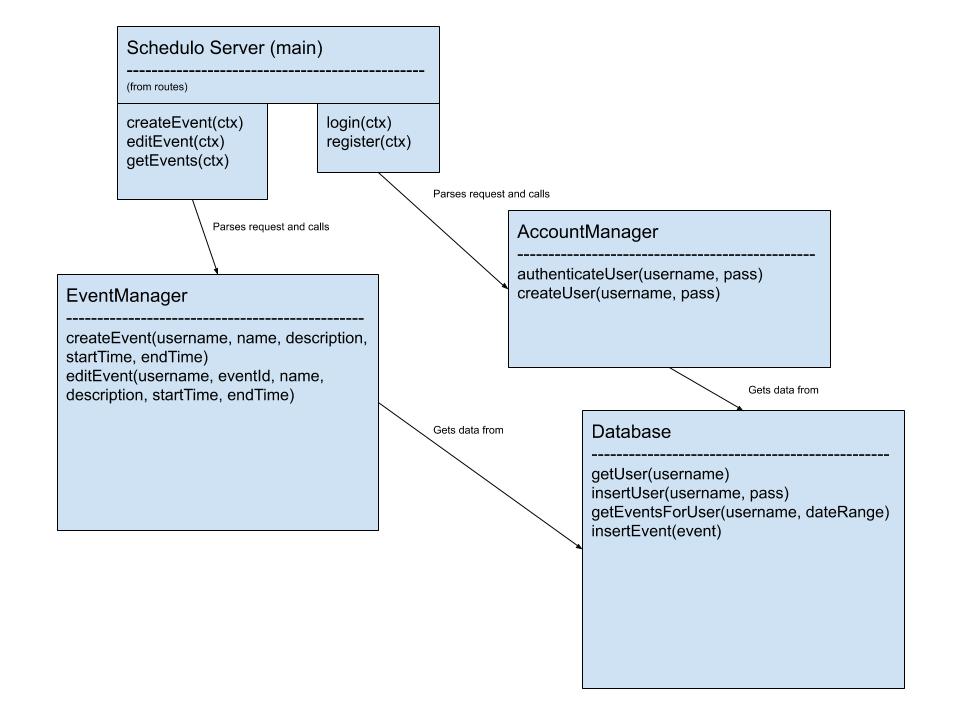 Schedulo Server (main)
------------------------------------------------
(from routes)
createEvent(ctx)
editEvent(ctx)
getEvents(ctx)
login(ctx)
register(ctx)
Parses request and calls
Parses request and calls
AccountManager
------------------------------------------------
authenticateUser(username, pass)
createUser(username, pass)
EventManager
------------------------------------------------
createEvent(username, name, description,
startTime, endTime)
editEvent(username, eventId, name,
description, startTime, endTime)
Gets data from
Gets data from
Database
------------------------------------------------
getUser(username)
insertUser(username, pass)
getEventsForUser(username, dateRange)
insertEvent(event)